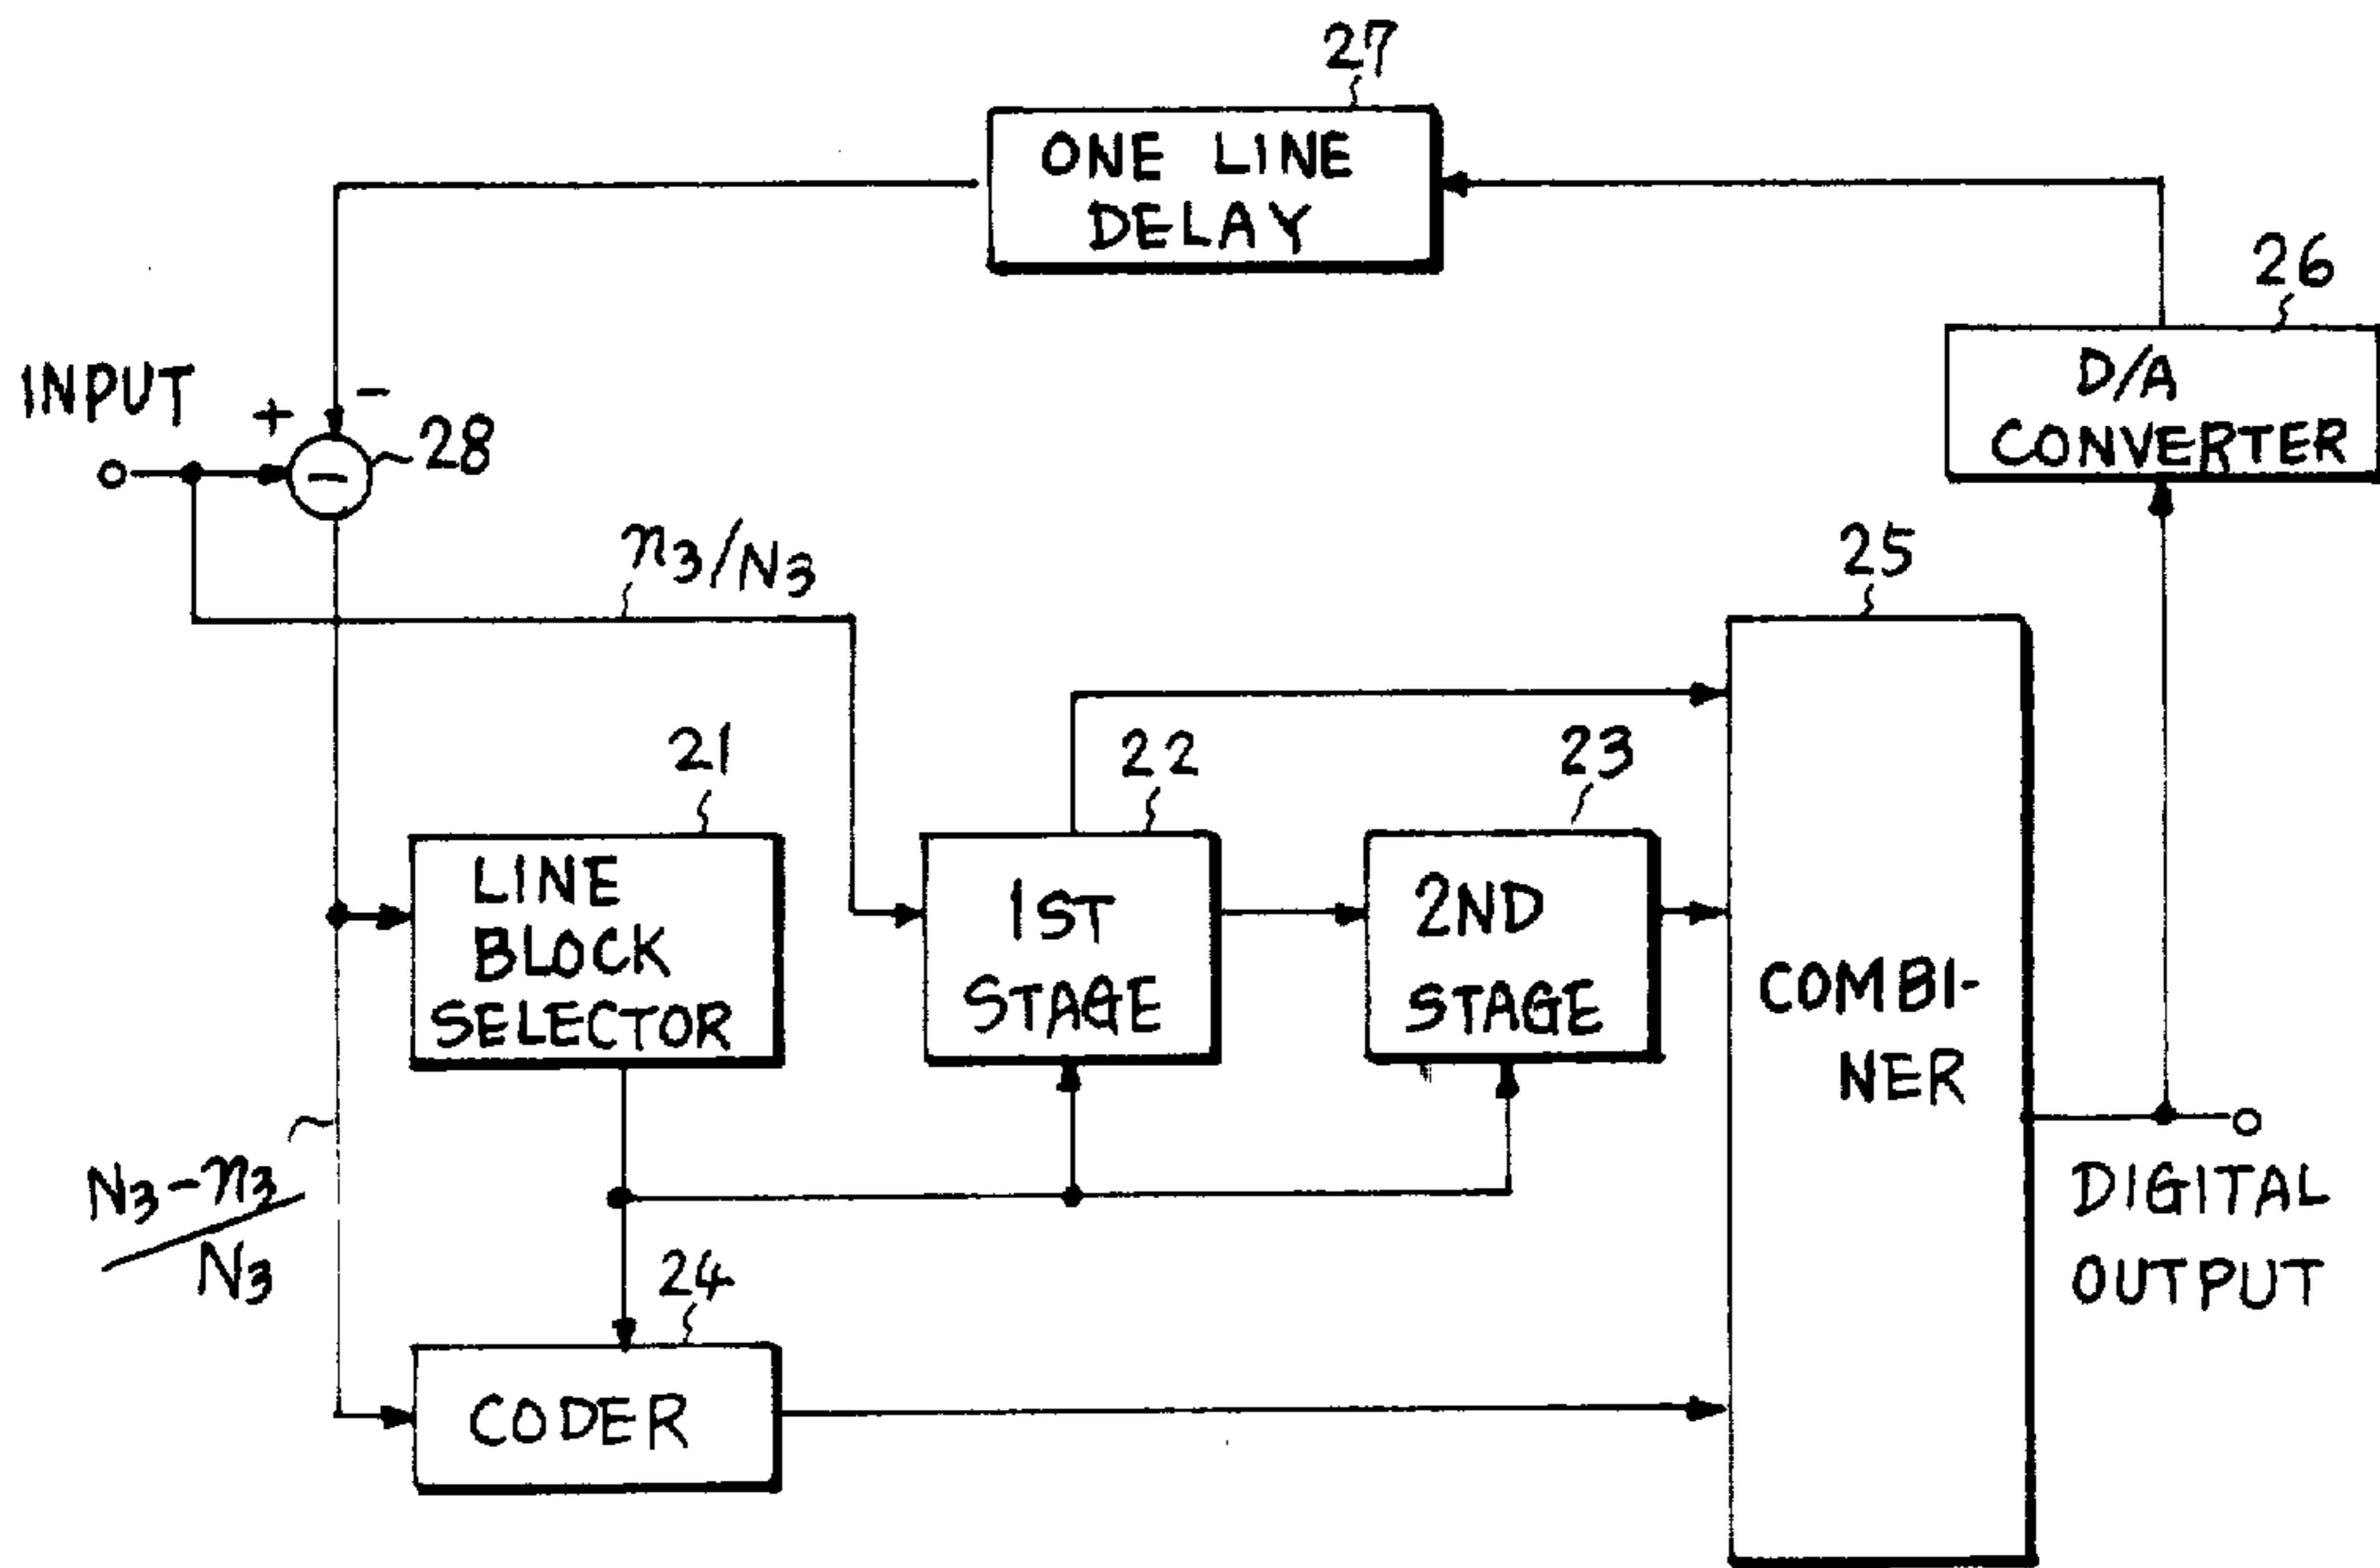 27
ONE LINE
DELAY
26
D/A
CONVERTER
INPUT
+
-
28
-
n3/N3
25
21
22
23
LINE
BLOCK
SELECTOR
1ST
STAGE
2ND
STAGE
COMBI-
NER
N3-n3
N3
24
CODER
DIGITAL
OUTPUT